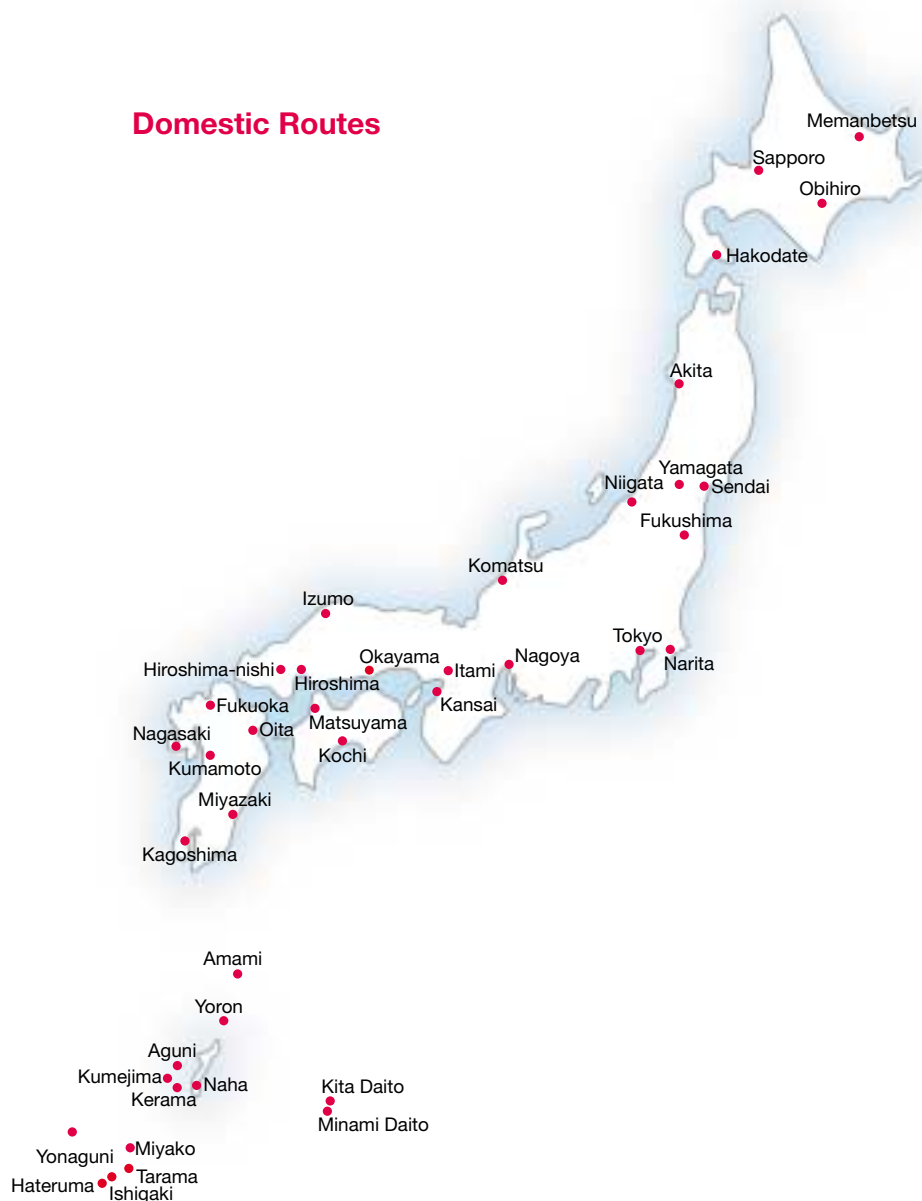 Domestic Routes
Memanbetsu
Sapporo
Obihiro
Hakodate
Akita
Yamagata
Niigata
Sendai
Fukushima
Komatsu
Izumo
Tokyo
Nagoya
Narita
Okayama
Itami
Hiroshima-nishi
Hiroshima
Kansai
Fukuoka
Matsuyama
Oita
Nagasaki
Kochi
Kumamoto
Miyazaki
Kagoshima
Amami
Yoron
Aguni
Kumejima
Naha
Kerama
Kita Daito
Minami Daito
Yonaguni
Miyako
Tarama
Hateruma
Ishigaki